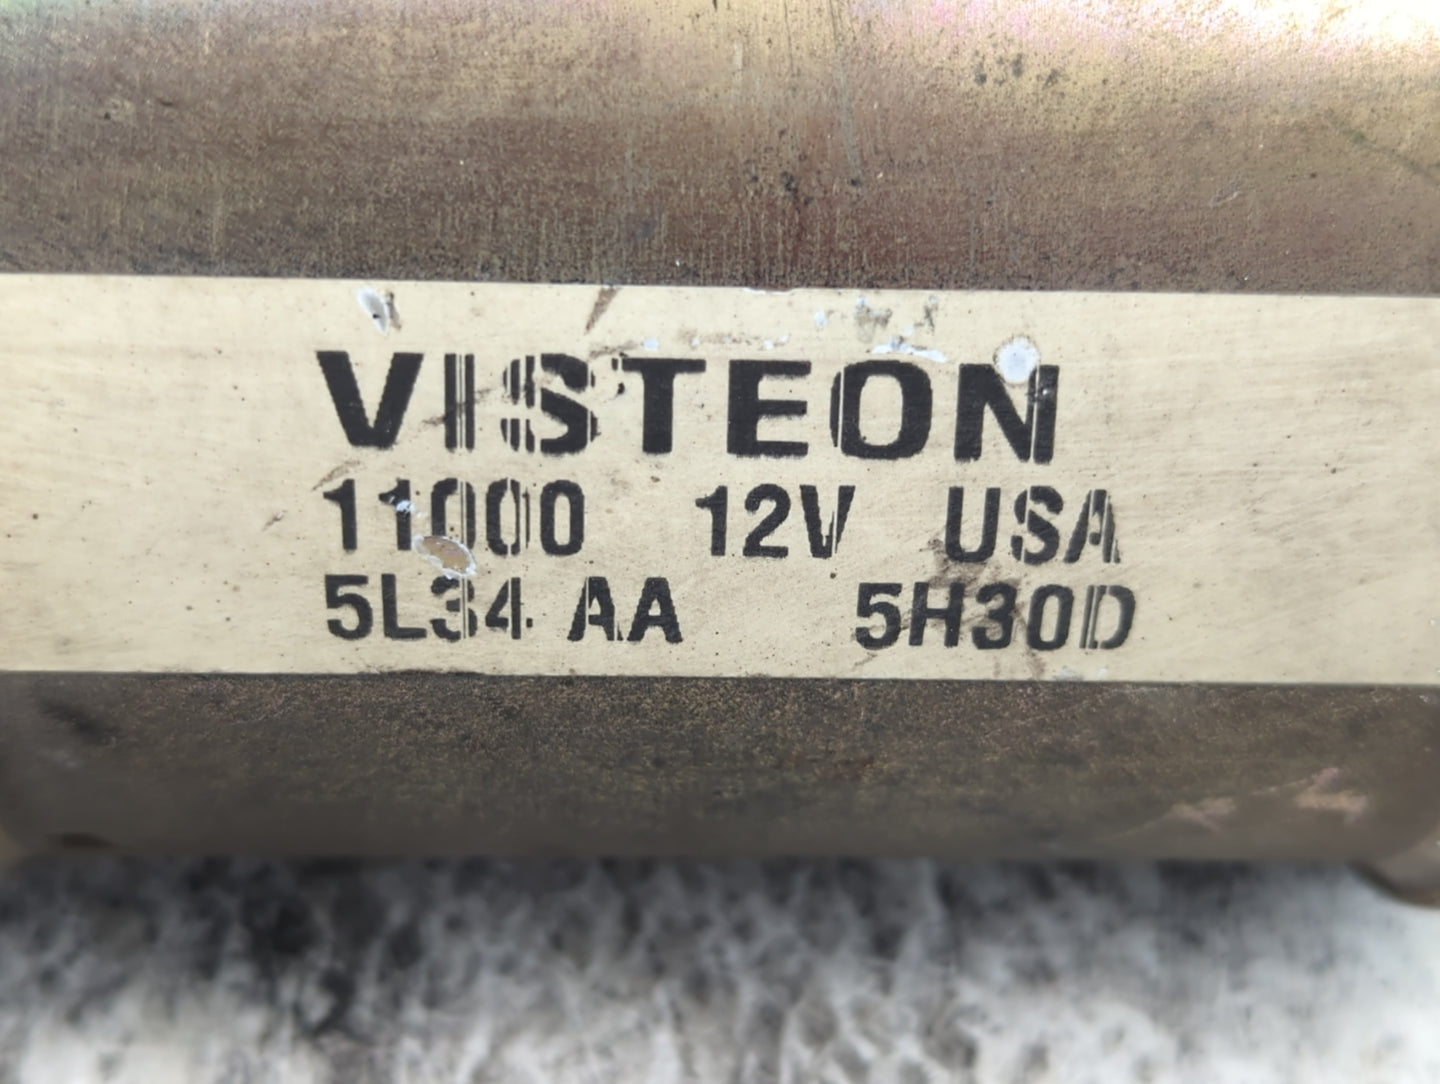 VISTEON
11000 12V USA
5L34 AA 5H30D